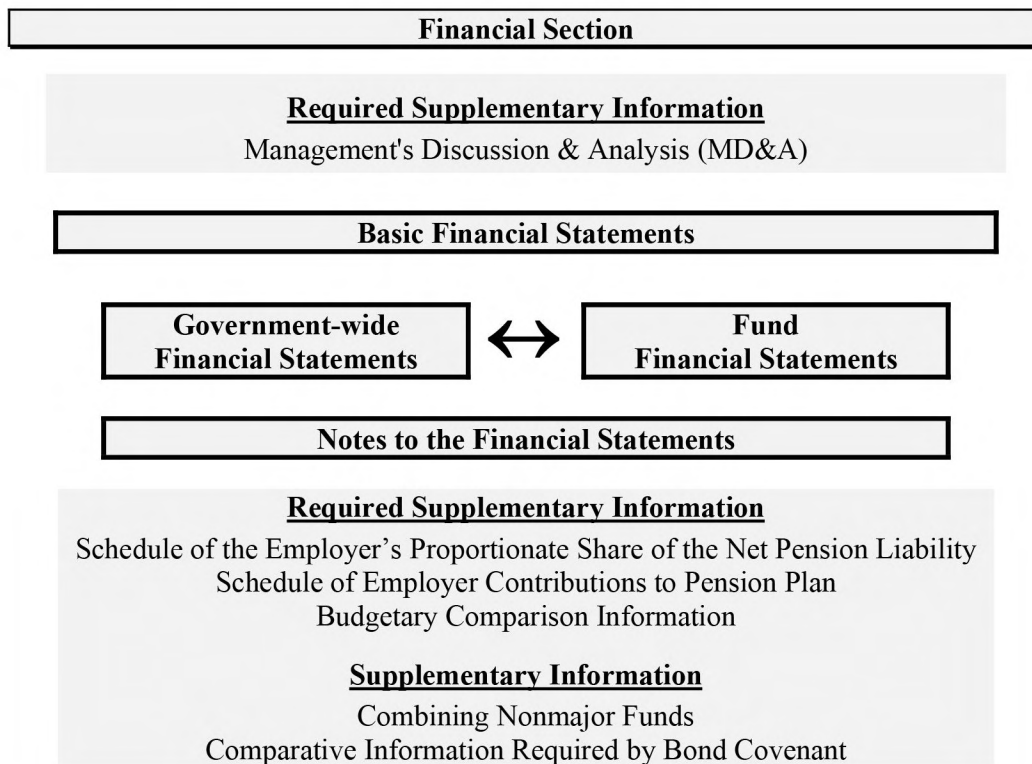 Financial Section
Required Supplementary Information
Management's Discussion & Analysis (MD&A)
Basic Financial Statements
Government-wide
Financial Statements
Fund
Financial Statements
Notes to the Financial Statements
Required Supplementary Information
Schedule of the Employer’s Proportionate Share of the Net Pension Liability
Schedule of Employer Contributions to Pension Plan
Budgetary Comparison Information
Supplementary Information
Combining Nonmajor Funds
Comparative Information Required by Bond Covenant